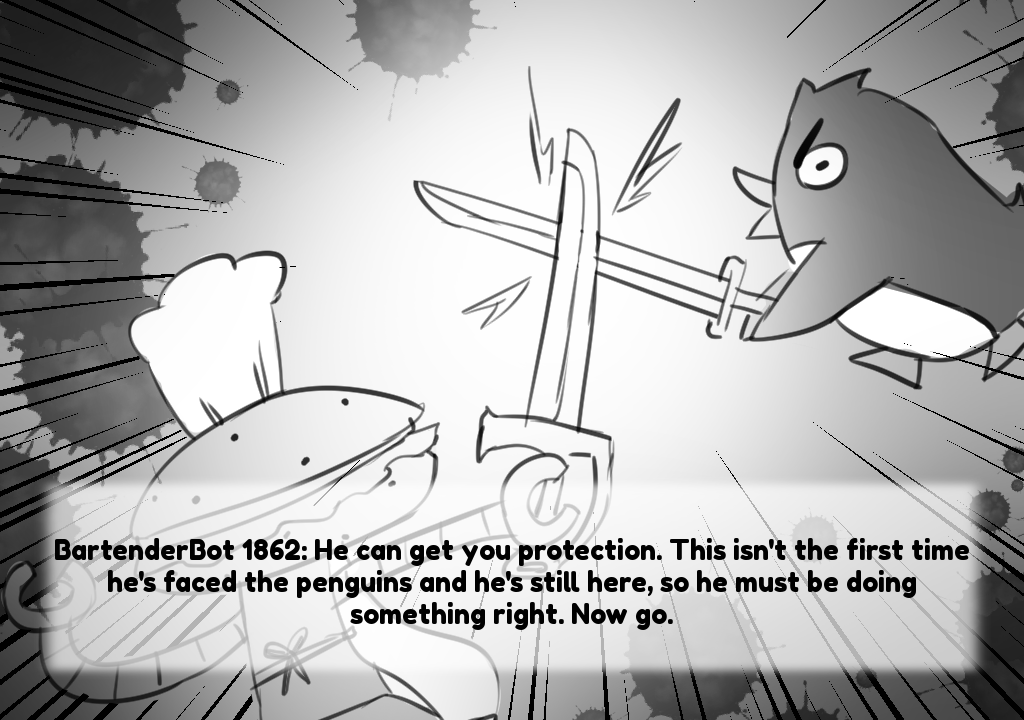 BartenderBot 1862: He can get you protection. This isn't the first time
he's faced the penguins and he's still here, so he must be doing
something right. Now go.